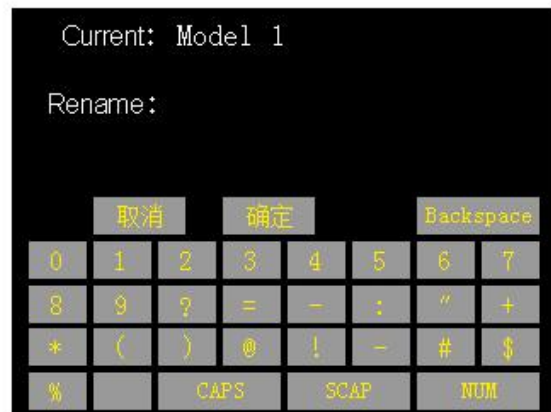 Current: Model 1
Rename:
取消 确定 Backspace
0 1 2 3 4 5 6 7
8 9 ? = - : " +
* ( ) @ ! - # $
% CAPS SCAP NUM